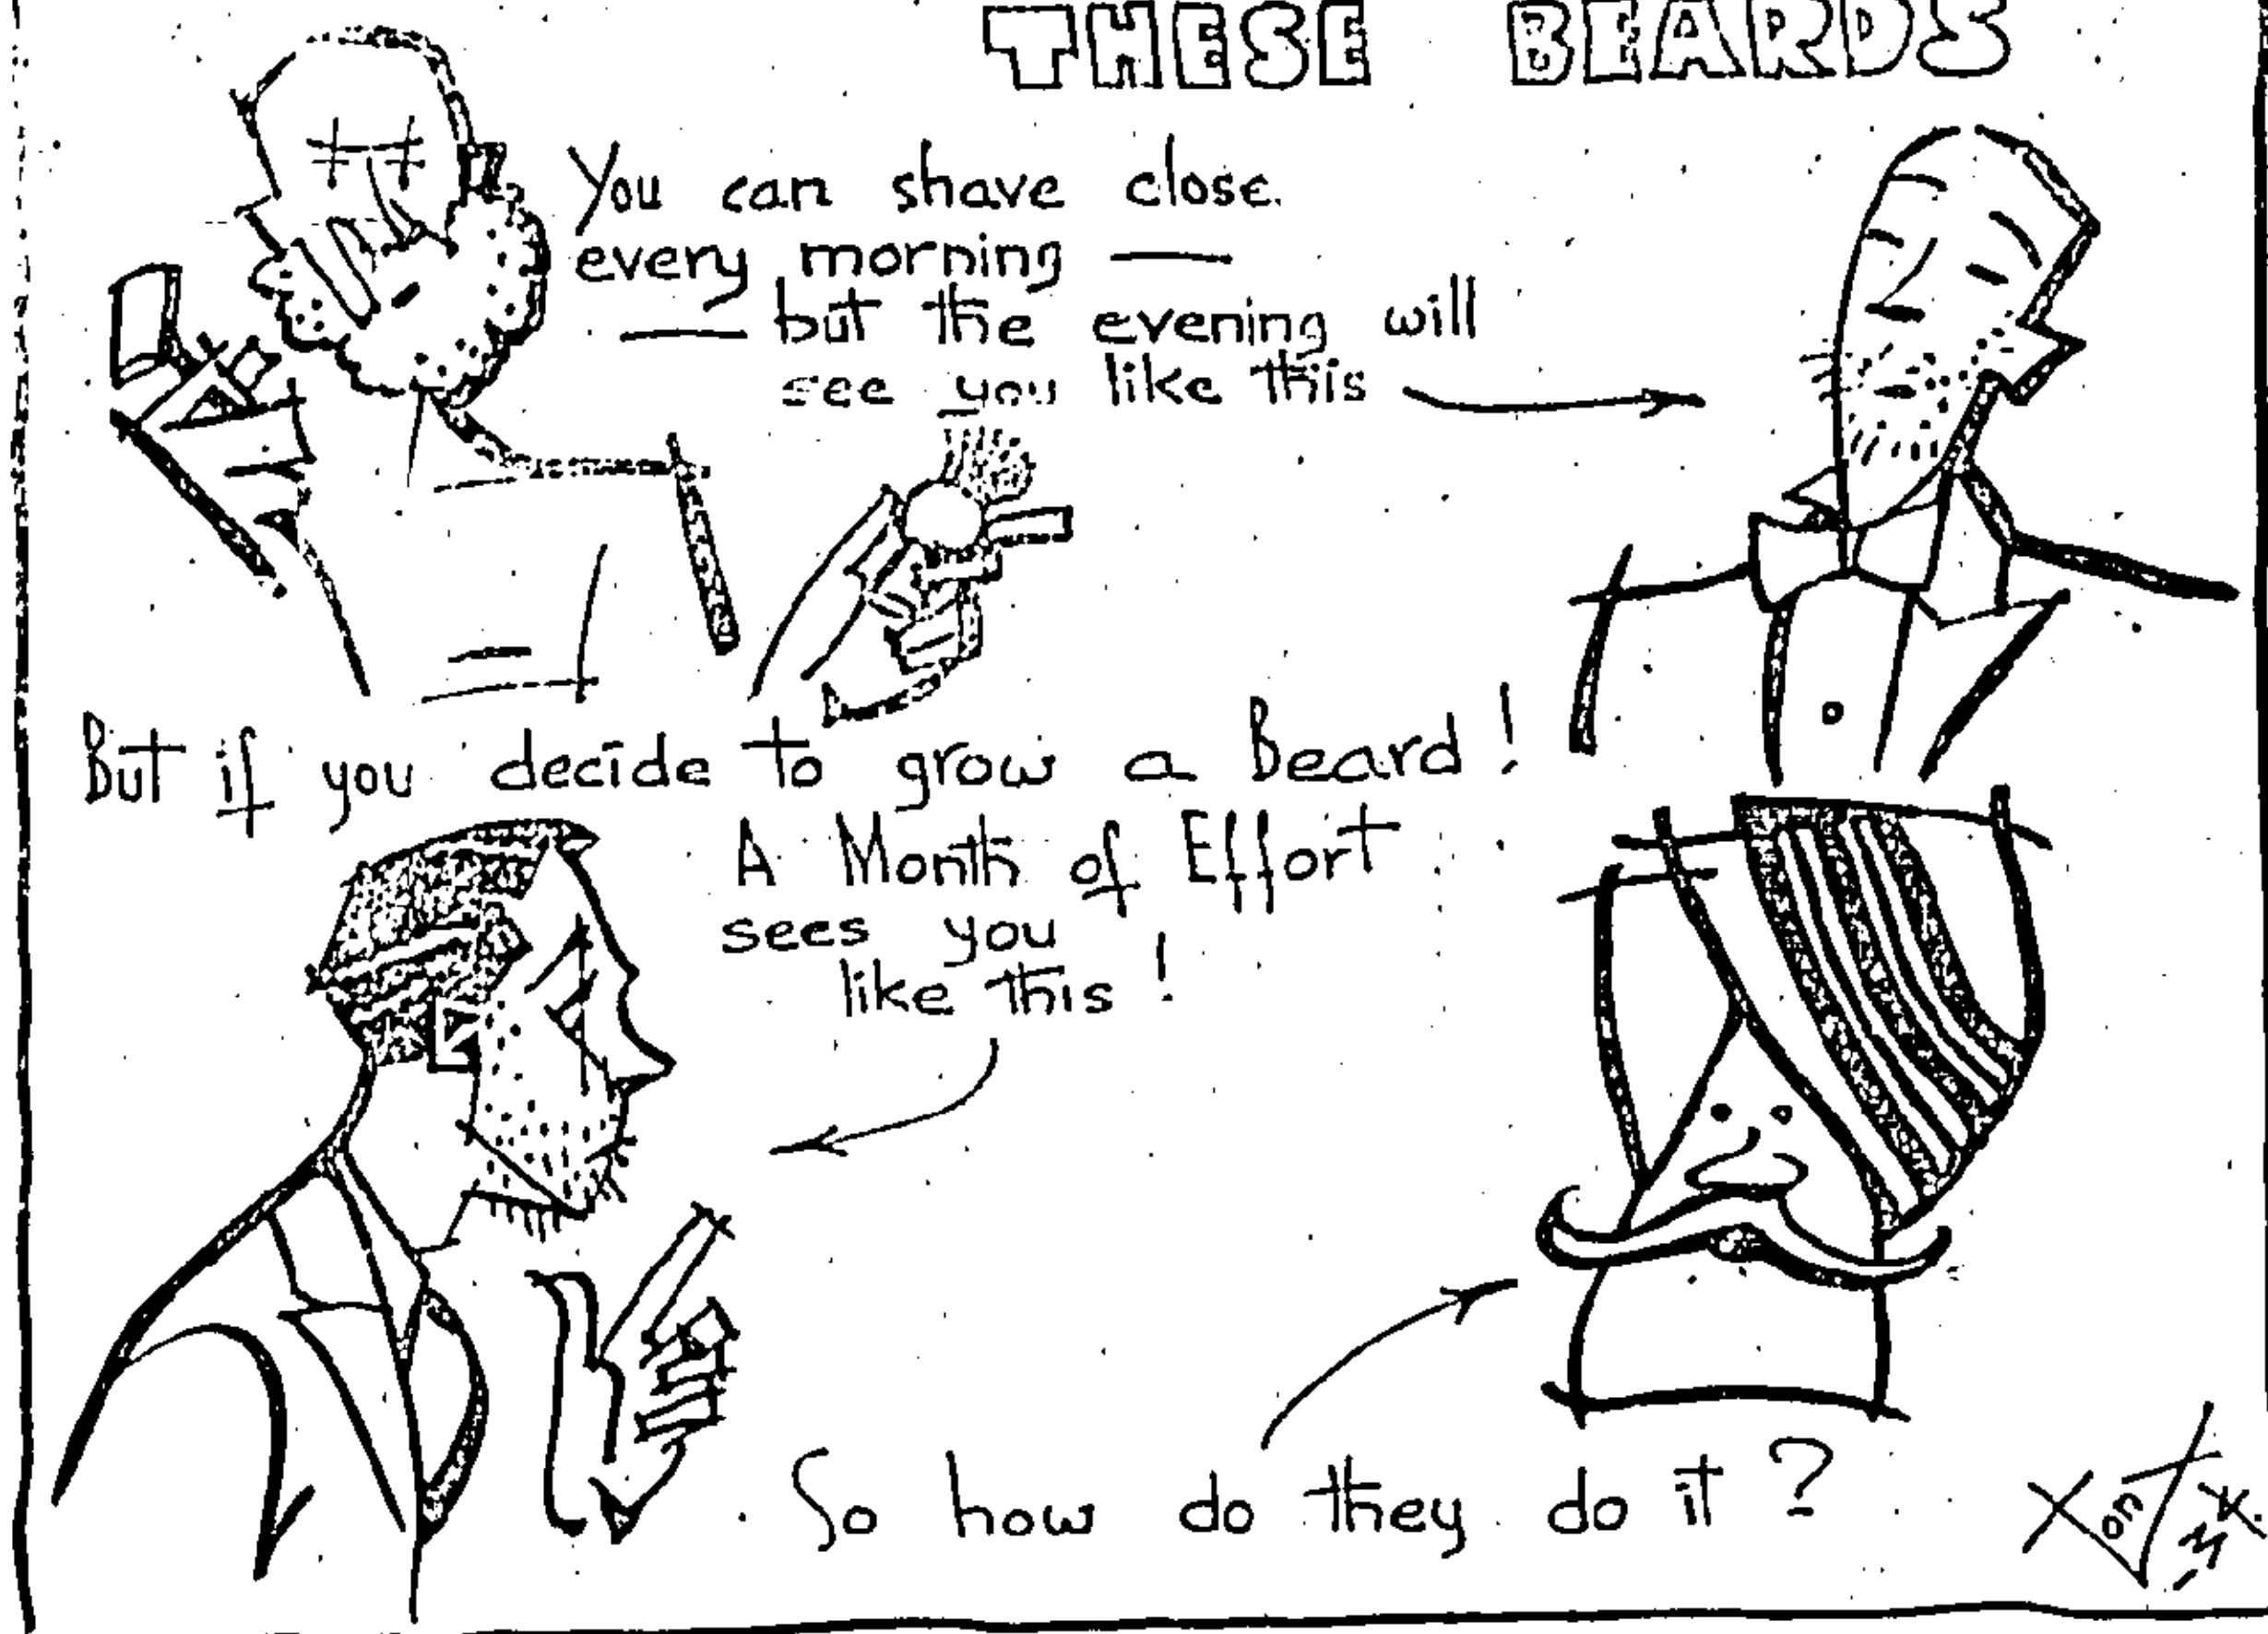 THESE BEARDS
You can shave close
every morning —
— but the evening will
see you like this
But if you decide to grow a Beard!
A Month of Effort
sees you
like this!
So how do they do it?